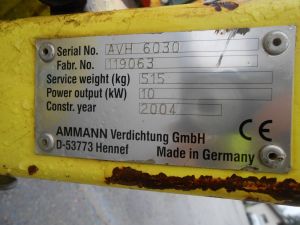 Serial No. AVH 6030
Fabr. No. 119063
Service weight (kg) 515
Power output (kW) 10
Constr. year 2004
AMMANN Verdichtung GmbH
D-53773 Hennef Made in Germany
CE